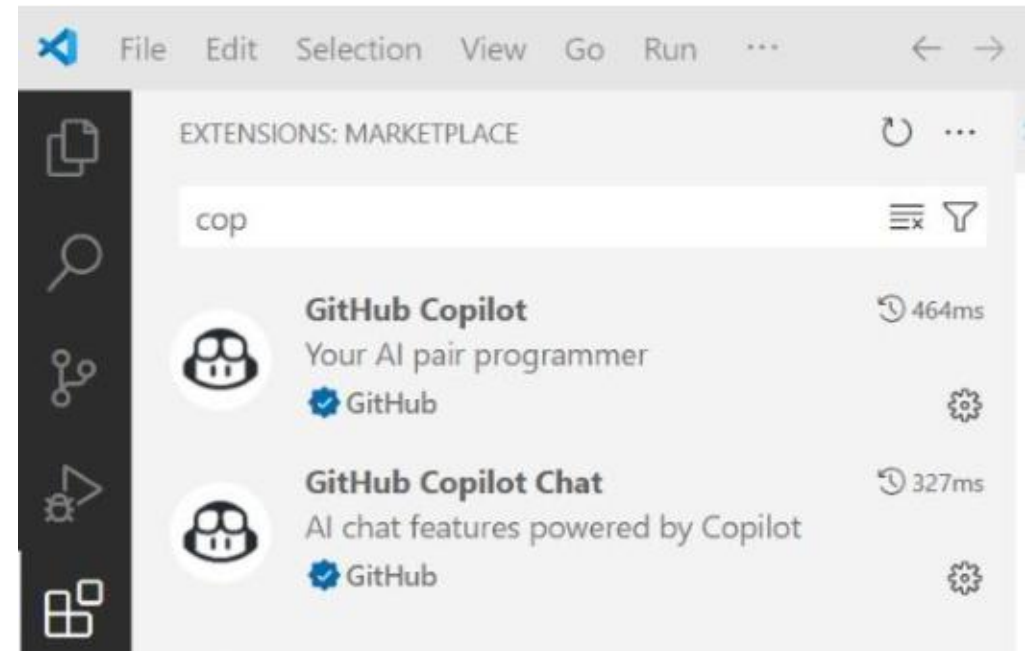 File Edit Selection View Go Run ...
EXTENSIONS: MARKETPLACE
cop
GitHub Copilot 464ms
Your AI pair programmer
GitHub
GitHub Copilot Chat 327ms
AI chat features powered by Copilot
GitHub